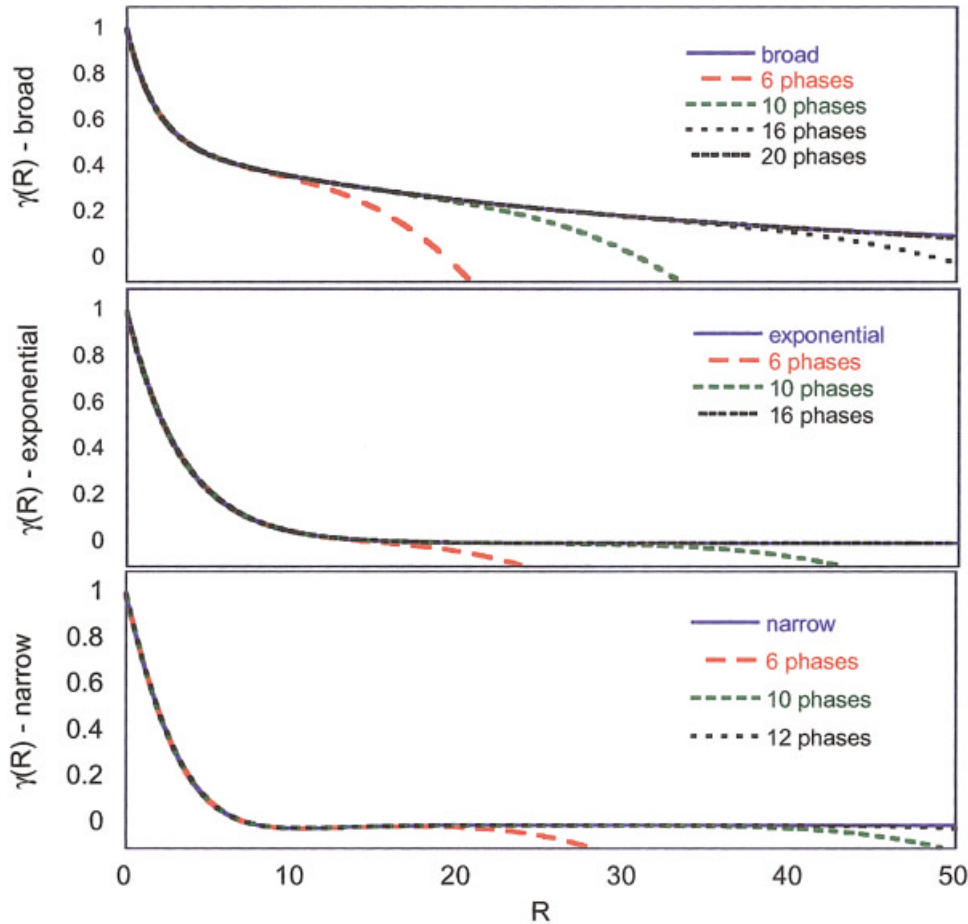 γ(R) - broad
1
0.8
0.6
0.4
0.2
0
broad
6 phases
10 phases
16 phases
20 phases
γ(R) - exponential
1
0.8
0.6
0.4
0.2
0
exponential
6 phases
10 phases
16 phases
γ(R) - narrow
1
0.8
0.6
0.4
0.2
0
narrow
6 phases
10 phases
12 phases
0 10 20 30 40 50
R